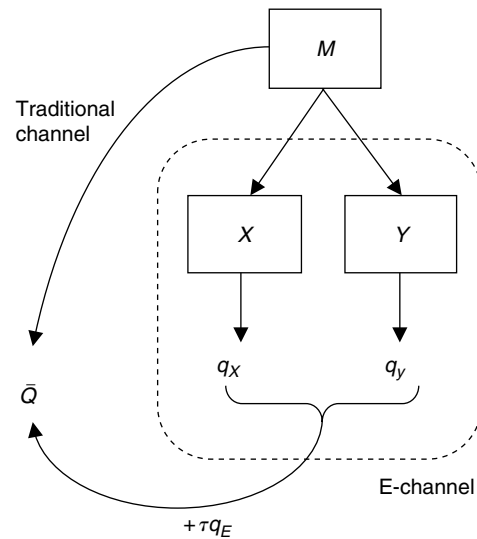 M
Traditional
channel
X
Y
q_X
q_y
Q̄
E-channel
+τq_E